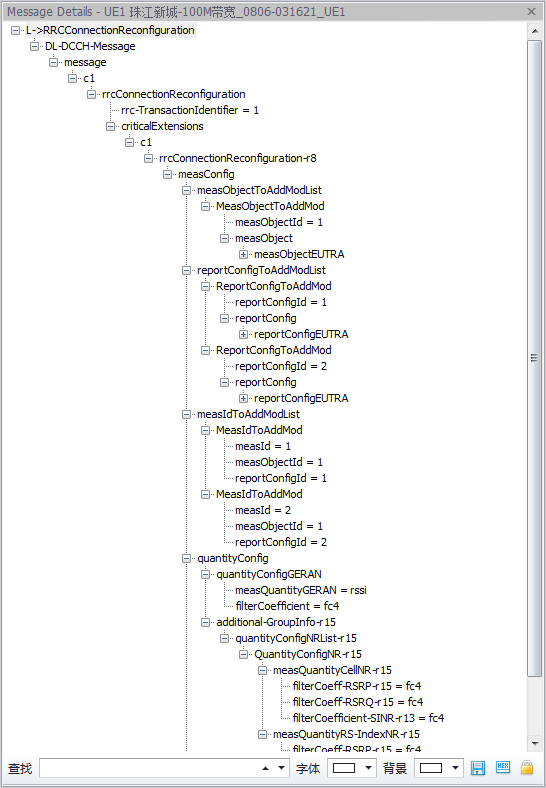 Message Details - UE1 珠江新城-100M带宽_0806-031621_UE1
L->RRCConnectionReconfiguration
DL-DCCH-Message
message
c1
rrcConnectionReconfiguration
rrc-TransactionIdentifier = 1
criticalExtensions
c1
rrcConnectionReconfiguration-r8
measConfig
measObjectToAddModList
MeasObjectToAddMod
measObjectId = 1
measObject
measObjectEUTRA
reportConfigToAddModList
ReportConfigToAddMod
reportConfigId = 1
reportConfig
reportConfigEUTRA
ReportConfigToAddMod
reportConfigId = 2
reportConfig
reportConfigEUTRA
measIdToAddModList
MeasIdToAddMod
measId = 1
measObjectId = 1
reportConfigId = 1
MeasIdToAddMod
measId = 2
measObjectId = 1
reportConfigId = 2
quantityConfig
quantityConfigGERAN
measQuantityGERAN = rssi
filterCoefficient = fc4
additional-GroupInfo-r15
quantityConfigNRList-r15
QuantityConfigNR-r15
measQuantityCellNR-r15
filterCoeff-RSRP-r15 = fc4
filterCoeff-RSRQ-r15 = fc4
filterCoefficient-SINR-r13 = fc4
measQuantityRS-IndexNR-r15
filterCoeff-RSRP-r15 = fc4
查找 字体 背景 HEX